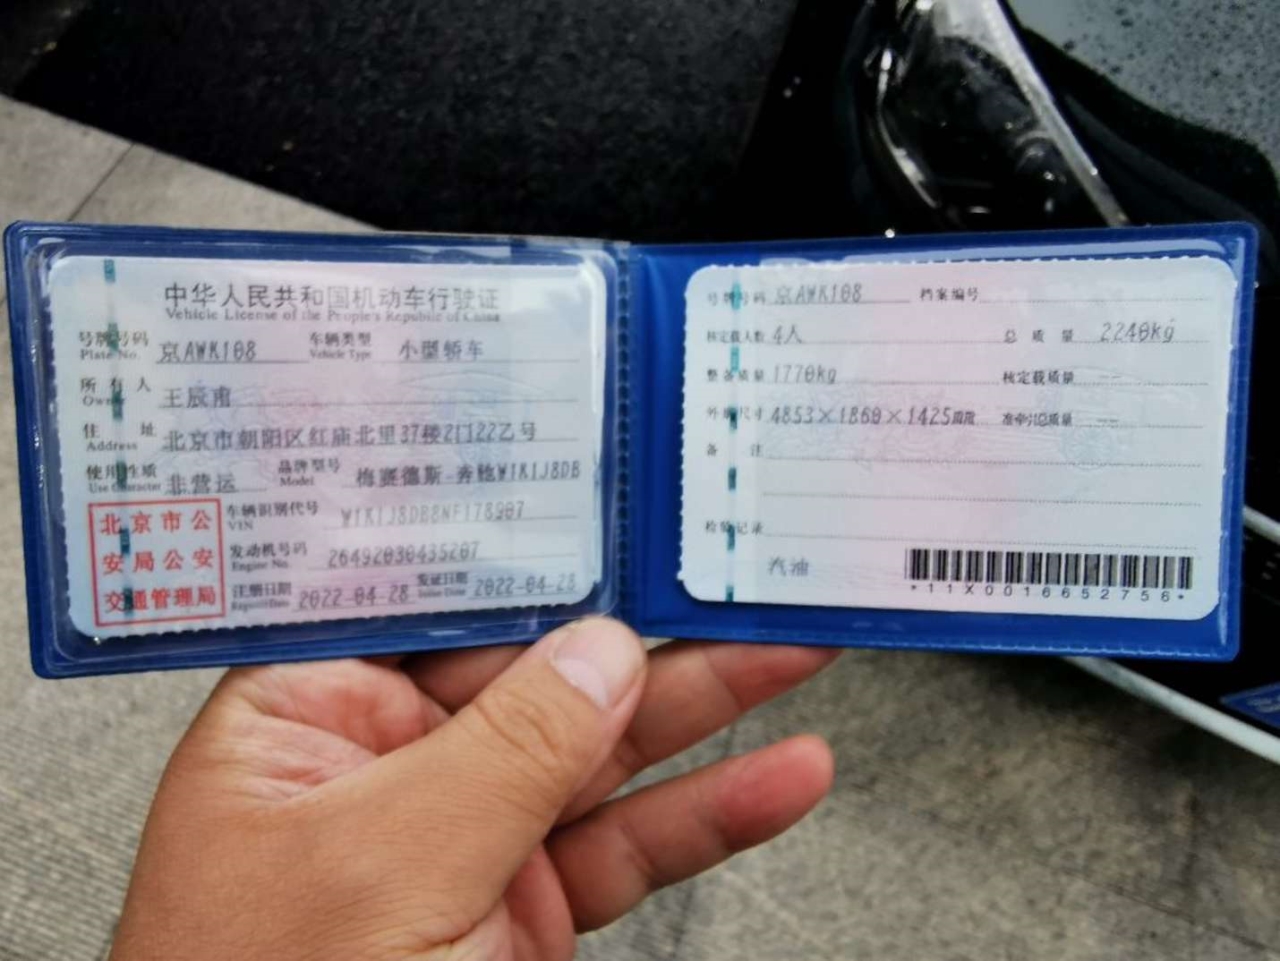 中华人民共和国机动车行驶证
Vehicle License of the People's Republic of China
号牌号码 京AWK108 车辆类型 小型轿车
Plate No. Vehicle Type
所有人 王辰甫
Owner
住址 北京市朝阳区红庙北里37楼2门122乙号
Address
使用性质 非营运 品牌型号 梅赛德斯-奔驰W1K1J8DB
Use Character Model
北京市公
安局公安
交通管理局
车辆识别代号 W1K1J8DB8NF178907
VIN
发动机号码 26492030435207
Engine No.
注册日期 2022-04-28 发证日期 2022-04-28
Register Date Issue Date
号牌号码 京AWK108 档案编号
核定载人数 4人 总质量 2240kg
整备质量 1770kg 核定载质量 --
外廓尺寸 4853×1860×1425mm 准牵引总质量 --
备注
检验记录
汽油
*11X0016652756*